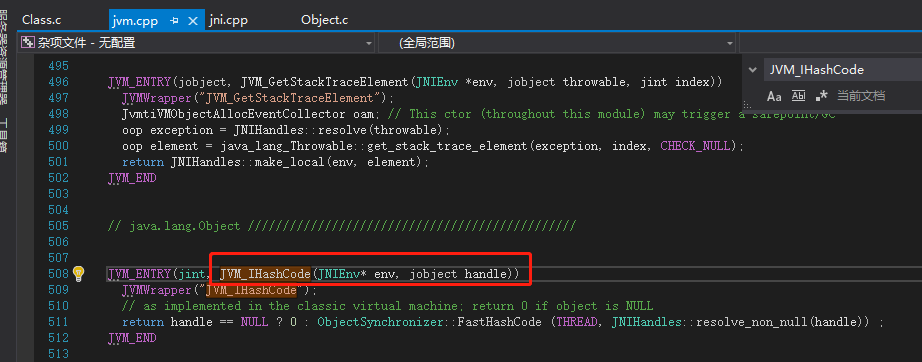 Class.c
jvm.cpp
jni.cpp
Object.c
杂项文件 - 无配置
(全局范围)
JVM_IHashCode
Aa Ab .* 当前文档
495
496 JVM_ENTRY(jobject, JVM_GetStackTraceElement(JNIEnv *env, jobject throwable, jint index))
497 JVMWrapper("JVM_GetStackTraceElement");
498 JvmtiVMObjectAllocEventCollector oam; // This ctor (throughout this module) may trigger a safepoint/GC
499 oop exception = JNIHandles::resolve(throwable);
500 oop element = java_lang_Throwable::get_stack_trace_element(exception, index, CHECK_NULL);
501 return JNIHandles::make_local(env, element);
502 JVM_END
503
504
505 // java.lang.Object ///////////////////////////////////////////////
506
507
508 JVM_ENTRY(jint, JVM_IHashCode(JNIEnv* env, jobject handle))
509 JVMWrapper("JVM_IHashCode");
510 // as implemented in the classic virtual machine; return 0 if object is NULL
511 return handle == NULL ? 0 : ObjectSynchronizer::FastHashCode (THREAD, JNIHandles::resolve_non_null(handle)) ;
512 JVM_END
513
资源管理器
工具箱